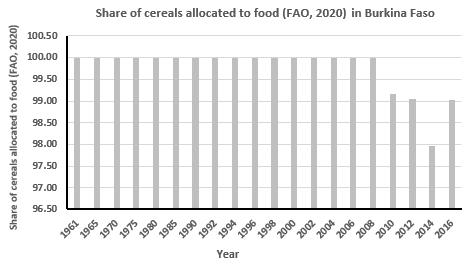 Share of cereals allocated to food (FAO, 2020) in Burkina Faso
Share of cereals allocated to food (FAO, 2020)
100.50
100.00
99.50
99.00
98.50
98.00
97.50
97.00
96.50
1961 1965 1970 1975 1980 1985 1990 1992 1994 1996 1998 2000 2002 2004 2006 2008 2010 2012 2014 2016
Year